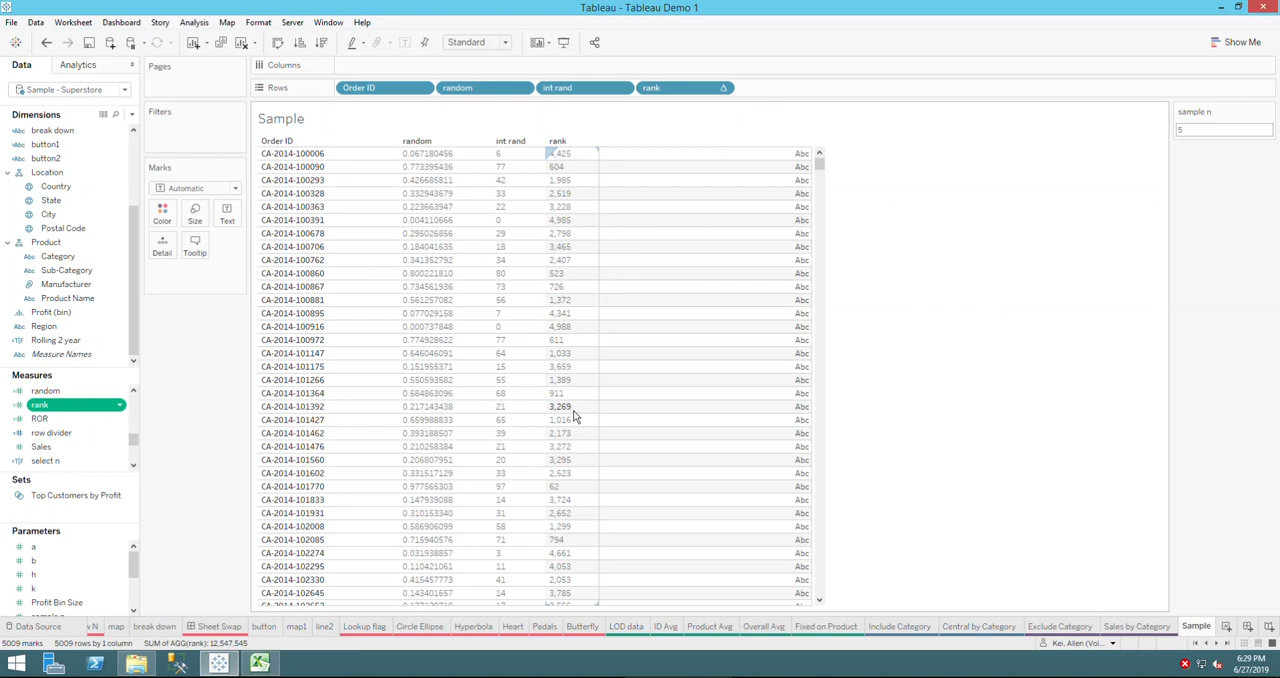 Tableau - Tableau Demo 1
File Data Worksheet Dashboard Story Analysis Map Format Server Window Help
Standard
Show Me
Data Analytics
Sample - Superstore
Dimensions
Abc break down
Abc button1
Abc button2
Location
Country
State
City
Postal Code
Product
Abc Category
Abc Sub-Category
Manufacturer
Abc Product Name
Profit (bin)
Abc Region
T|F Rolling 2 year
Abc Measure Names
Measures
random
rank
ROR
row divider
Sales
T|F select n
Sets
Top Customers by Profit
Parameters
a
b
h
k
Profit Bin Size
Pages
Filters
Marks
Automatic
Color Size Text
Detail Tooltip
Columns
Rows Order ID random int rand rank Δ
Sample
Order ID random int rand rank
CA-2014-100006 0.067180456 6 4,425 Abc
CA-2014-100090 0.773395436 77 604 Abc
CA-2014-100293 0.426685811 42 1,985 Abc
CA-2014-100328 0.332943679 33 2,519 Abc
CA-2014-100363 0.223663947 22 3,228 Abc
CA-2014-100391 0.004110666 0 4,985 Abc
CA-2014-100678 0.295026856 29 2,798 Abc
CA-2014-100706 0.184041635 18 3,465 Abc
CA-2014-100762 0.341352792 34 2,407 Abc
CA-2014-100860 0.800221810 80 523 Abc
CA-2014-100867 0.734561936 73 726 Abc
CA-2014-100881 0.561257082 56 1,372 Abc
CA-2014-100895 0.077029158 7 4,341 Abc
CA-2014-100916 0.000737848 0 4,988 Abc
CA-2014-100972 0.774928622 77 611 Abc
CA-2014-101147 0.646046091 64 1,033 Abc
CA-2014-101175 0.151955371 15 3,659 Abc
CA-2014-101266 0.550593582 55 1,389 Abc
CA-2014-101364 0.684863096 68 911 Abc
CA-2014-101392 0.217143438 21 3,269 Abc
CA-2014-101427 0.659988833 65 1,016 Abc
CA-2014-101462 0.393188507 39 2,173 Abc
CA-2014-101476 0.210258384 21 3,272 Abc
CA-2014-101560 0.206807951 20 3,295 Abc
CA-2014-101602 0.331517129 33 2,523 Abc
CA-2014-101770 0.977565303 97 62 Abc
CA-2014-101833 0.147939088 14 3,724 Abc
CA-2014-101931 0.310153340 31 2,652 Abc
CA-2014-102008 0.586906099 58 1,299 Abc
CA-2014-102085 0.715940576 71 794 Abc
CA-2014-102274 0.031938857 3 4,661 Abc
CA-2014-102295 0.110421061 11 4,053 Abc
CA-2014-102330 0.415457773 41 2,053 Abc
CA-2014-102645 0.143401657 14 3,785 Abc
sample n
5
Data Source w N map break down Sheet Swap button map1 line2 Lookup flag Circle Ellipse Hyperbola Heart Pedals Butterfly LOD data ID Avg Product Avg Overall Avg Fixed on Product Include Category Central by Category Exclude Category Sales by Category Sample
5009 marks 5009 rows by 1 column SUM of AGG(rank): 12,547,545
Kei, Allen (Vol...
6:29 PM
6/27/2019